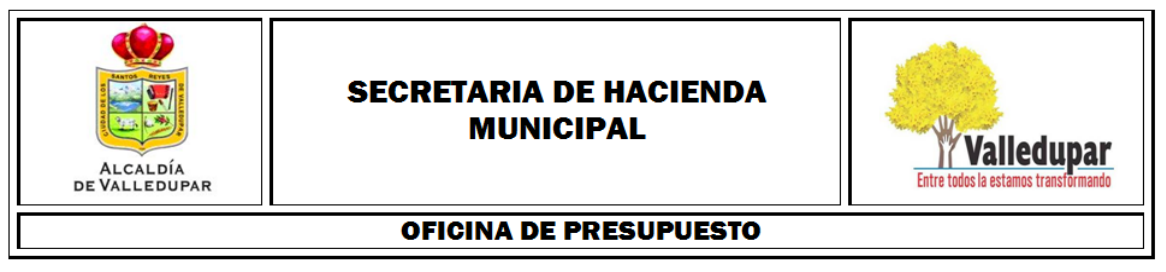 SANTOS REYES
CIUDAD DE LOS
DE VALLEDUPAR
ALCALDÍA
DE VALLEDUPAR
SECRETARIA DE HACIENDA
MUNICIPAL
Valledupar
Entre todos la estamos transformando
OFICINA DE PRESUPUESTO